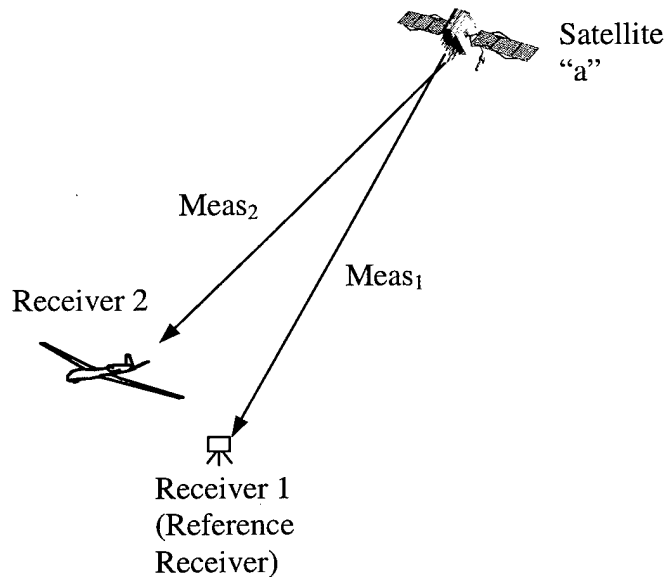 Satellite
“a”
Meas₂
Meas₁
Receiver 2
Receiver 1
(Reference
Receiver)